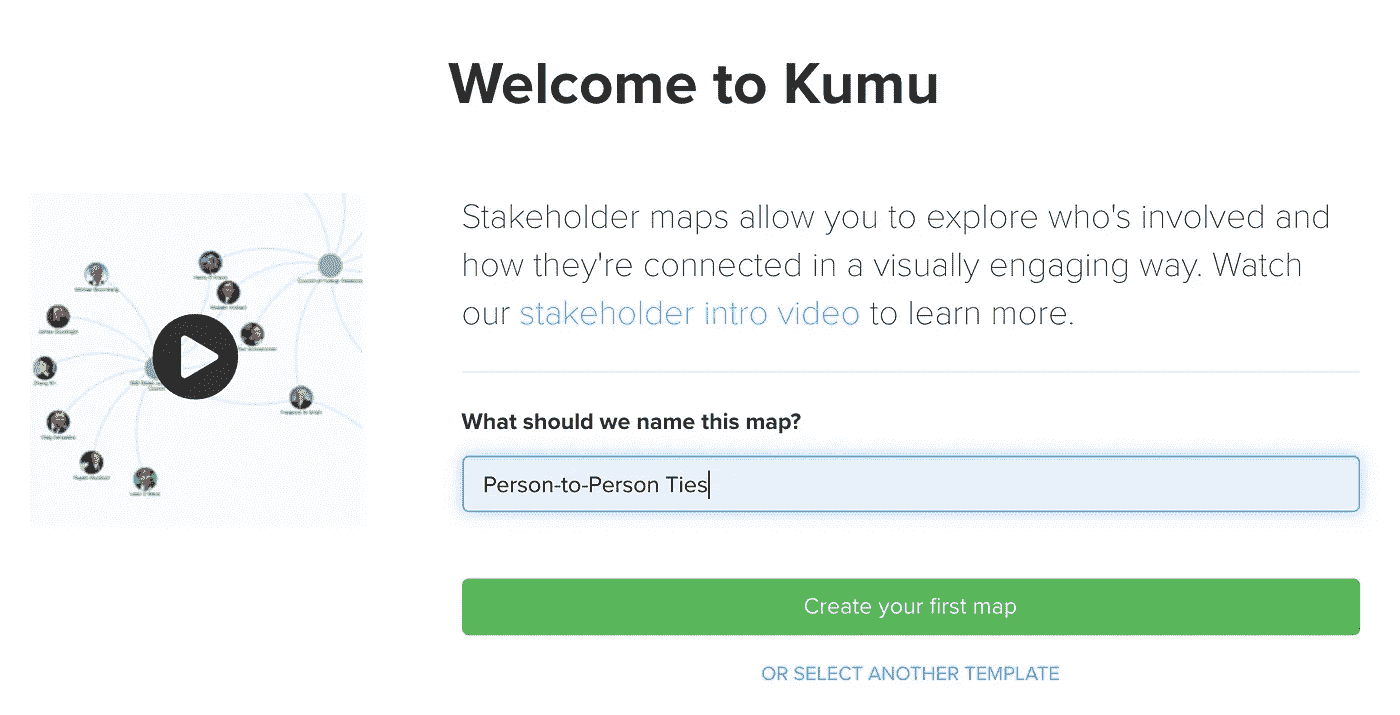 Welcome to Kumu
Stakeholder maps allow you to explore who's involved and
how they're connected in a visually engaging way. Watch
our stakeholder intro video to learn more.
What should we name this map?
Person-to-Person Ties
Create your first map
OR SELECT ANOTHER TEMPLATE